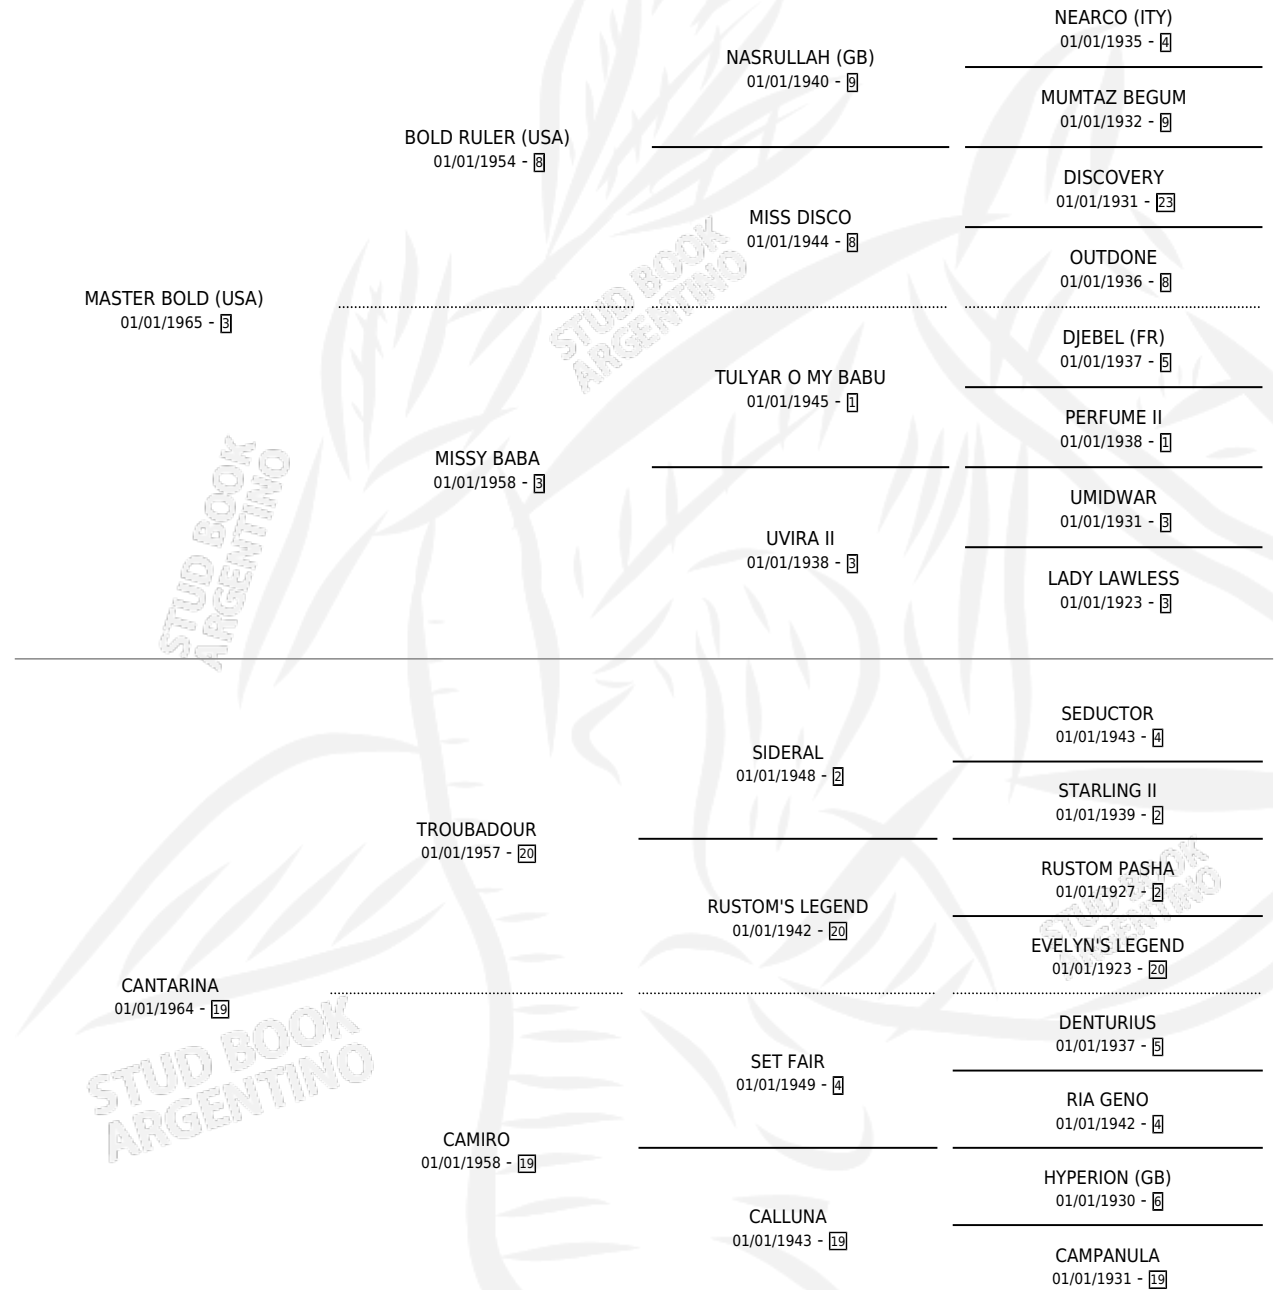 NEARCO (ITY)
01/01/1935 - 4
NASRULLAH (GB)
01/01/1940 - 9
MUMTAZ BEGUM
01/01/1932 - 9
BOLD RULER (USA)
01/01/1954 - 8
DISCOVERY
01/01/1931 - 23
MISS DISCO
01/01/1944 - 8
OUTDONE
01/01/1936 - 8
MASTER BOLD (USA)
01/01/1965 - 3
STUD BOOK
ARGENTINO
DJEBEL (FR)
01/01/1937 - 5
TULYAR O MY BABU
01/01/1945 - 1
PERFUME II
01/01/1938 - 1
MISSY BABA
01/01/1958 - 3
UMIDWAR
01/01/1931 - 3
UVIRA II
01/01/1938 - 3
LADY LAWLESS
01/01/1923 - 3
STUD BOOK
ARGENTINO
SEDUCTOR
01/01/1943 - 4
SIDERAL
01/01/1948 - 2
STARLING II
01/01/1939 - 2
TROUBADOUR
01/01/1957 - 20
RUSTOM PASHA
01/01/1927 - 2
RUSTOM'S LEGEND
01/01/1942 - 20
EVELYN'S LEGEND
01/01/1923 - 20
STUD BOOK
ARGENTINO
CANTARINA
01/01/1964 - 19
DENTURIUS
01/01/1937 - 5
SET FAIR
01/01/1949 - 4
RIA GENO
01/01/1942 - 4
STUD BOOK
ARGENTINO
CAMIRO
01/01/1958 - 19
HYPERION (GB)
01/01/1930 - 6
CALLUNA
01/01/1943 - 19
CAMPANULA
01/01/1931 - 19